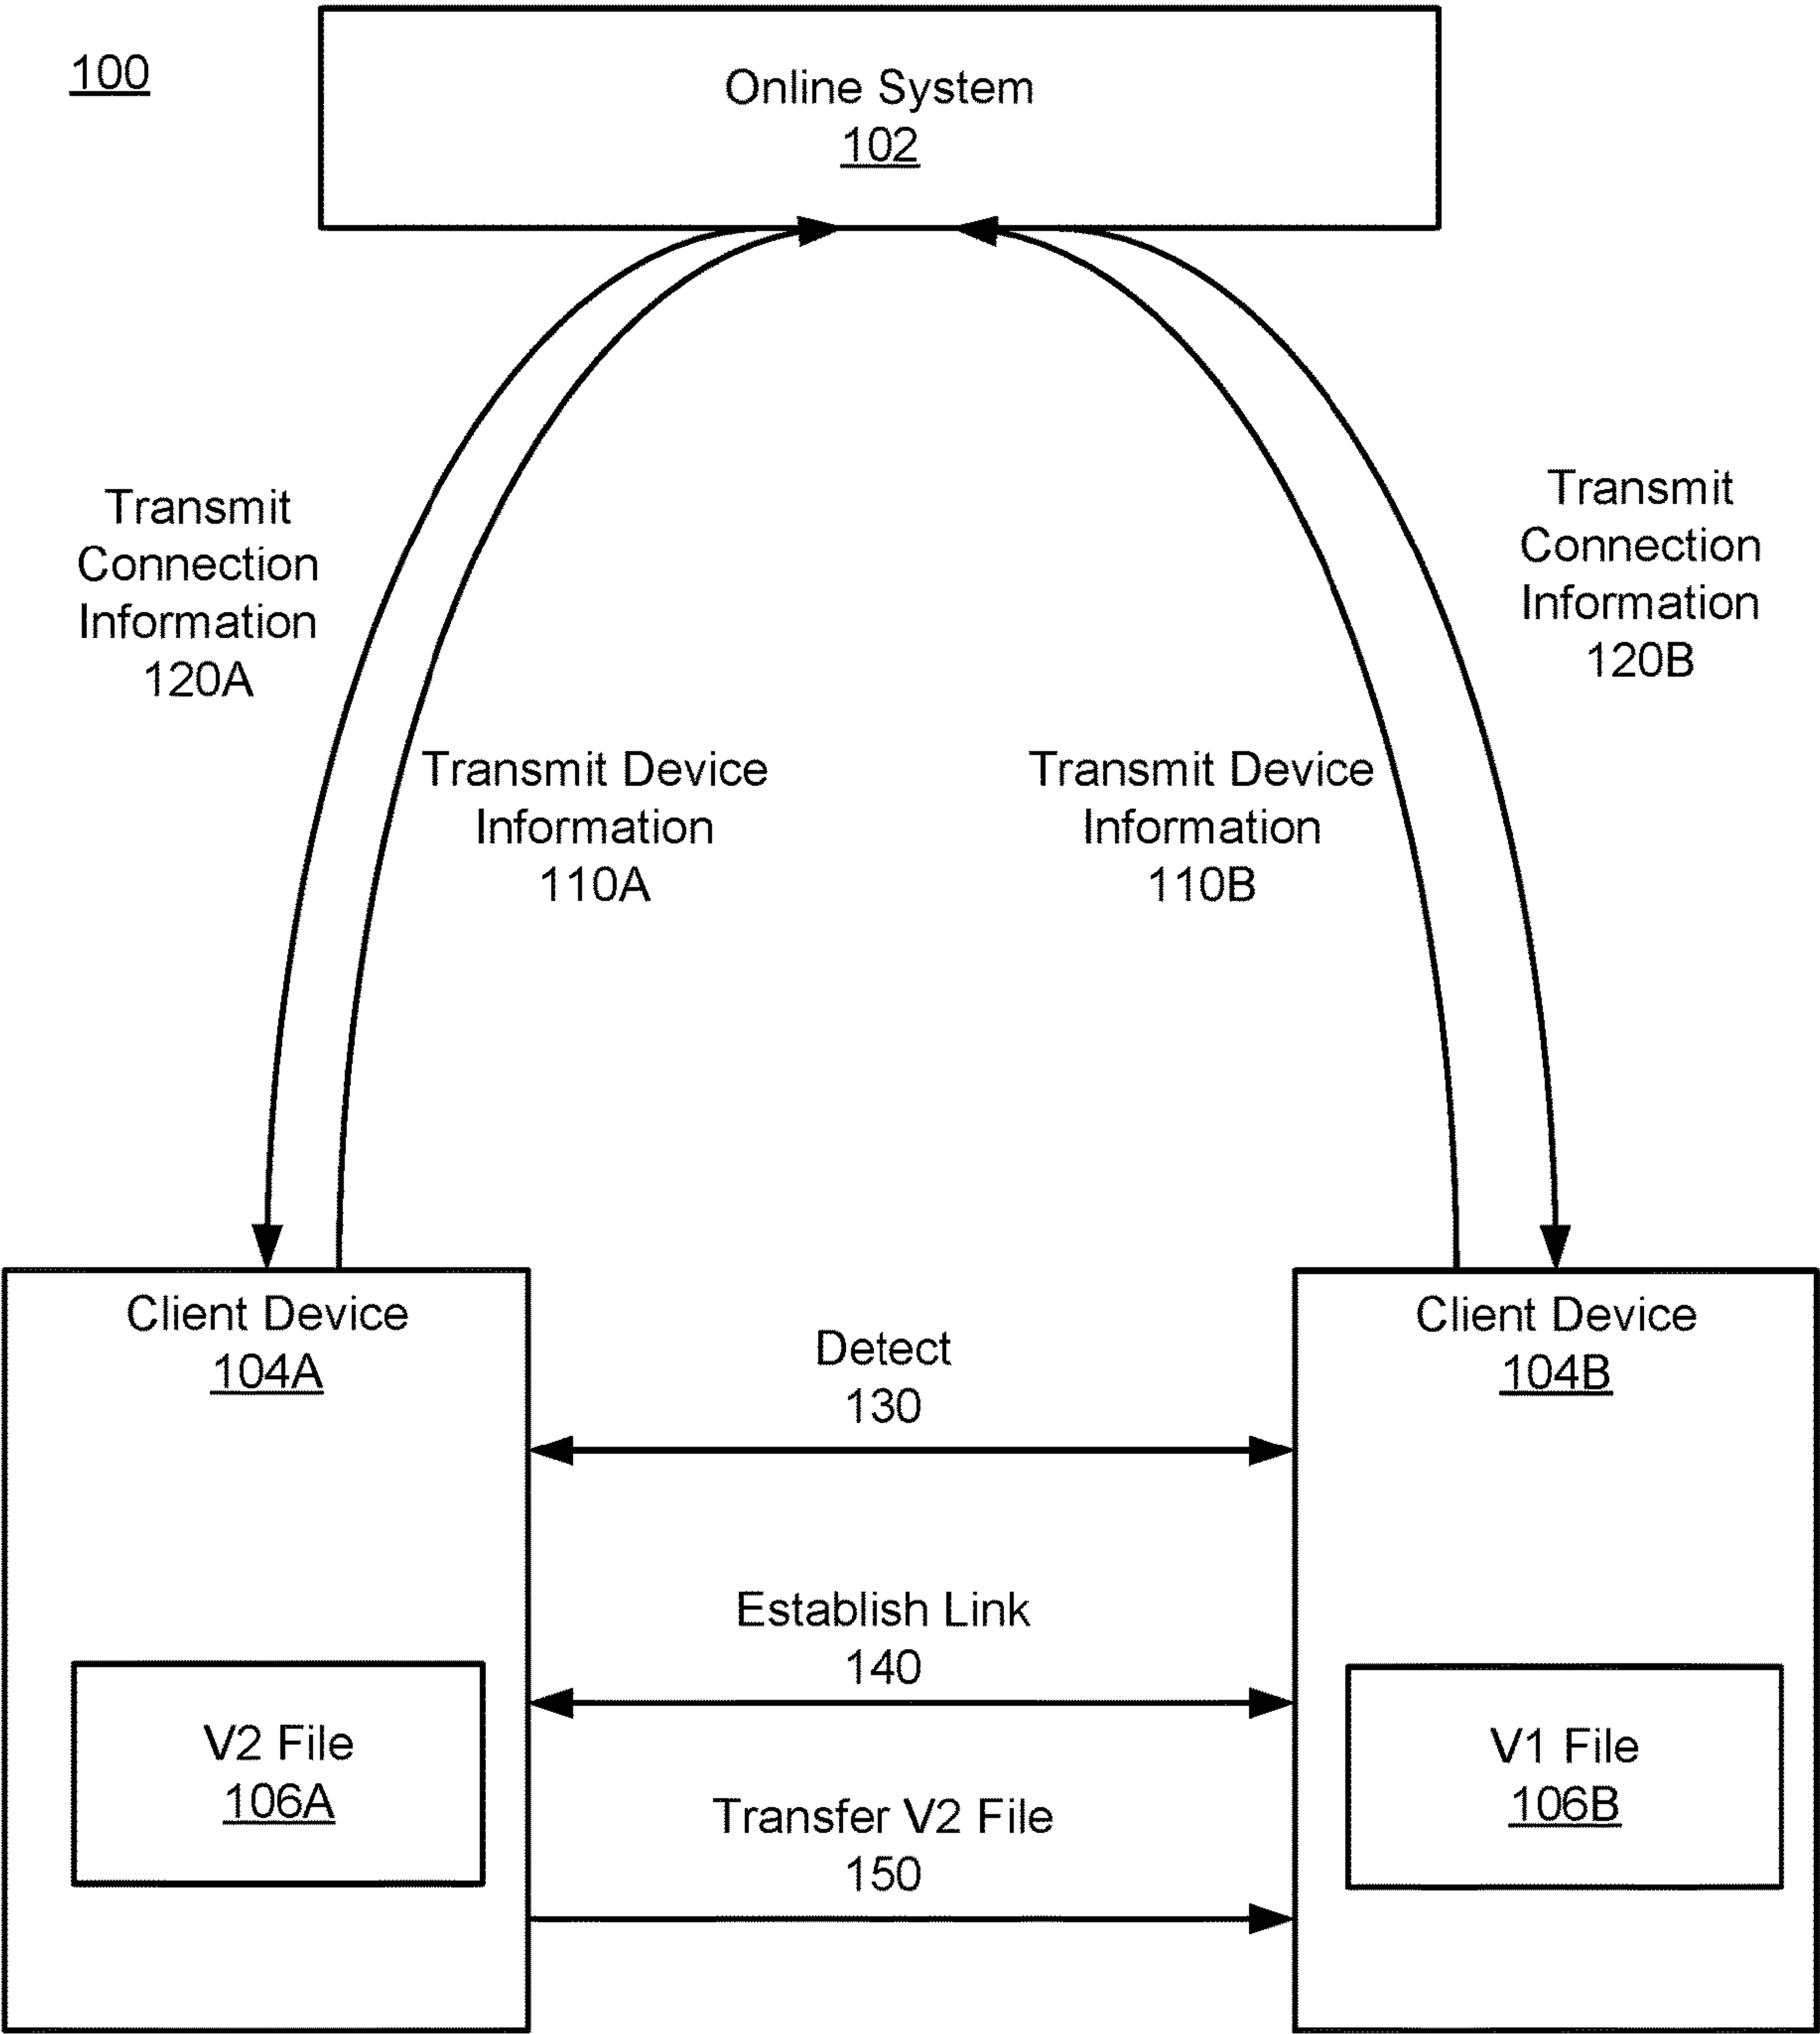 100
Online System
102
Transmit
Connection
Information
120A
Transmit
Connection
Information
120B
Transmit Device
Information
110A
Transmit Device
Information
110B
Client Device
104A
Detect
130
Client Device
104B
Establish Link
140
V2 File
106A
V1 File
106B
Transfer V2 File
150